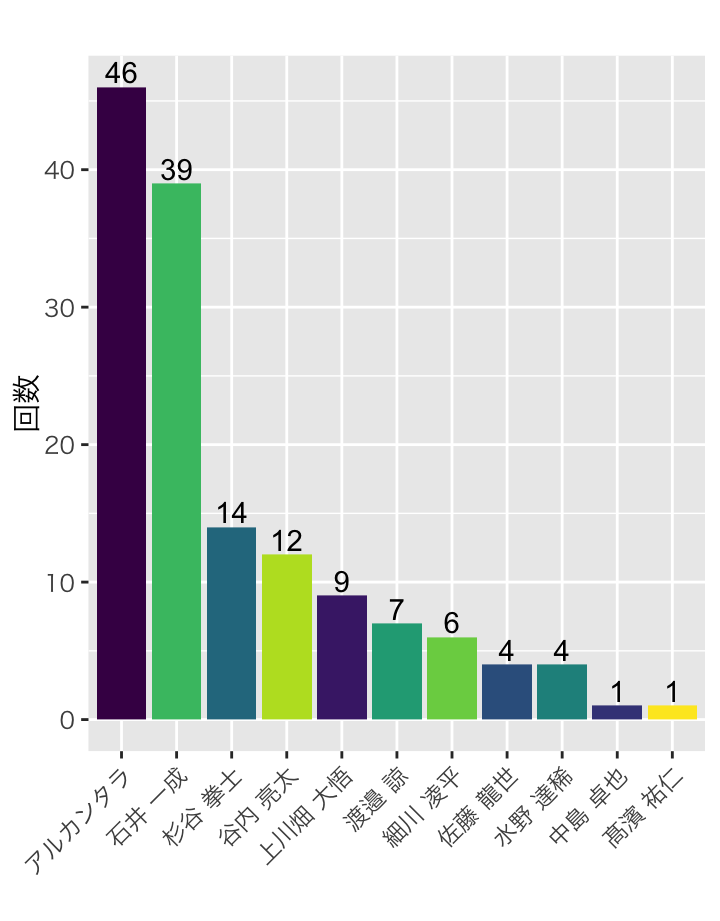 46
39
14
12
9
7
6
4
4
1
1
40
30
20
10
0
回数
アルカンタラ
石井 一成
杉谷 拳士
谷内 亮太
上川畑 大悟
渡邉 諒
細川 凌平
佐藤 龍世
水野 達稀
中島 卓也
髙濱 祐仁